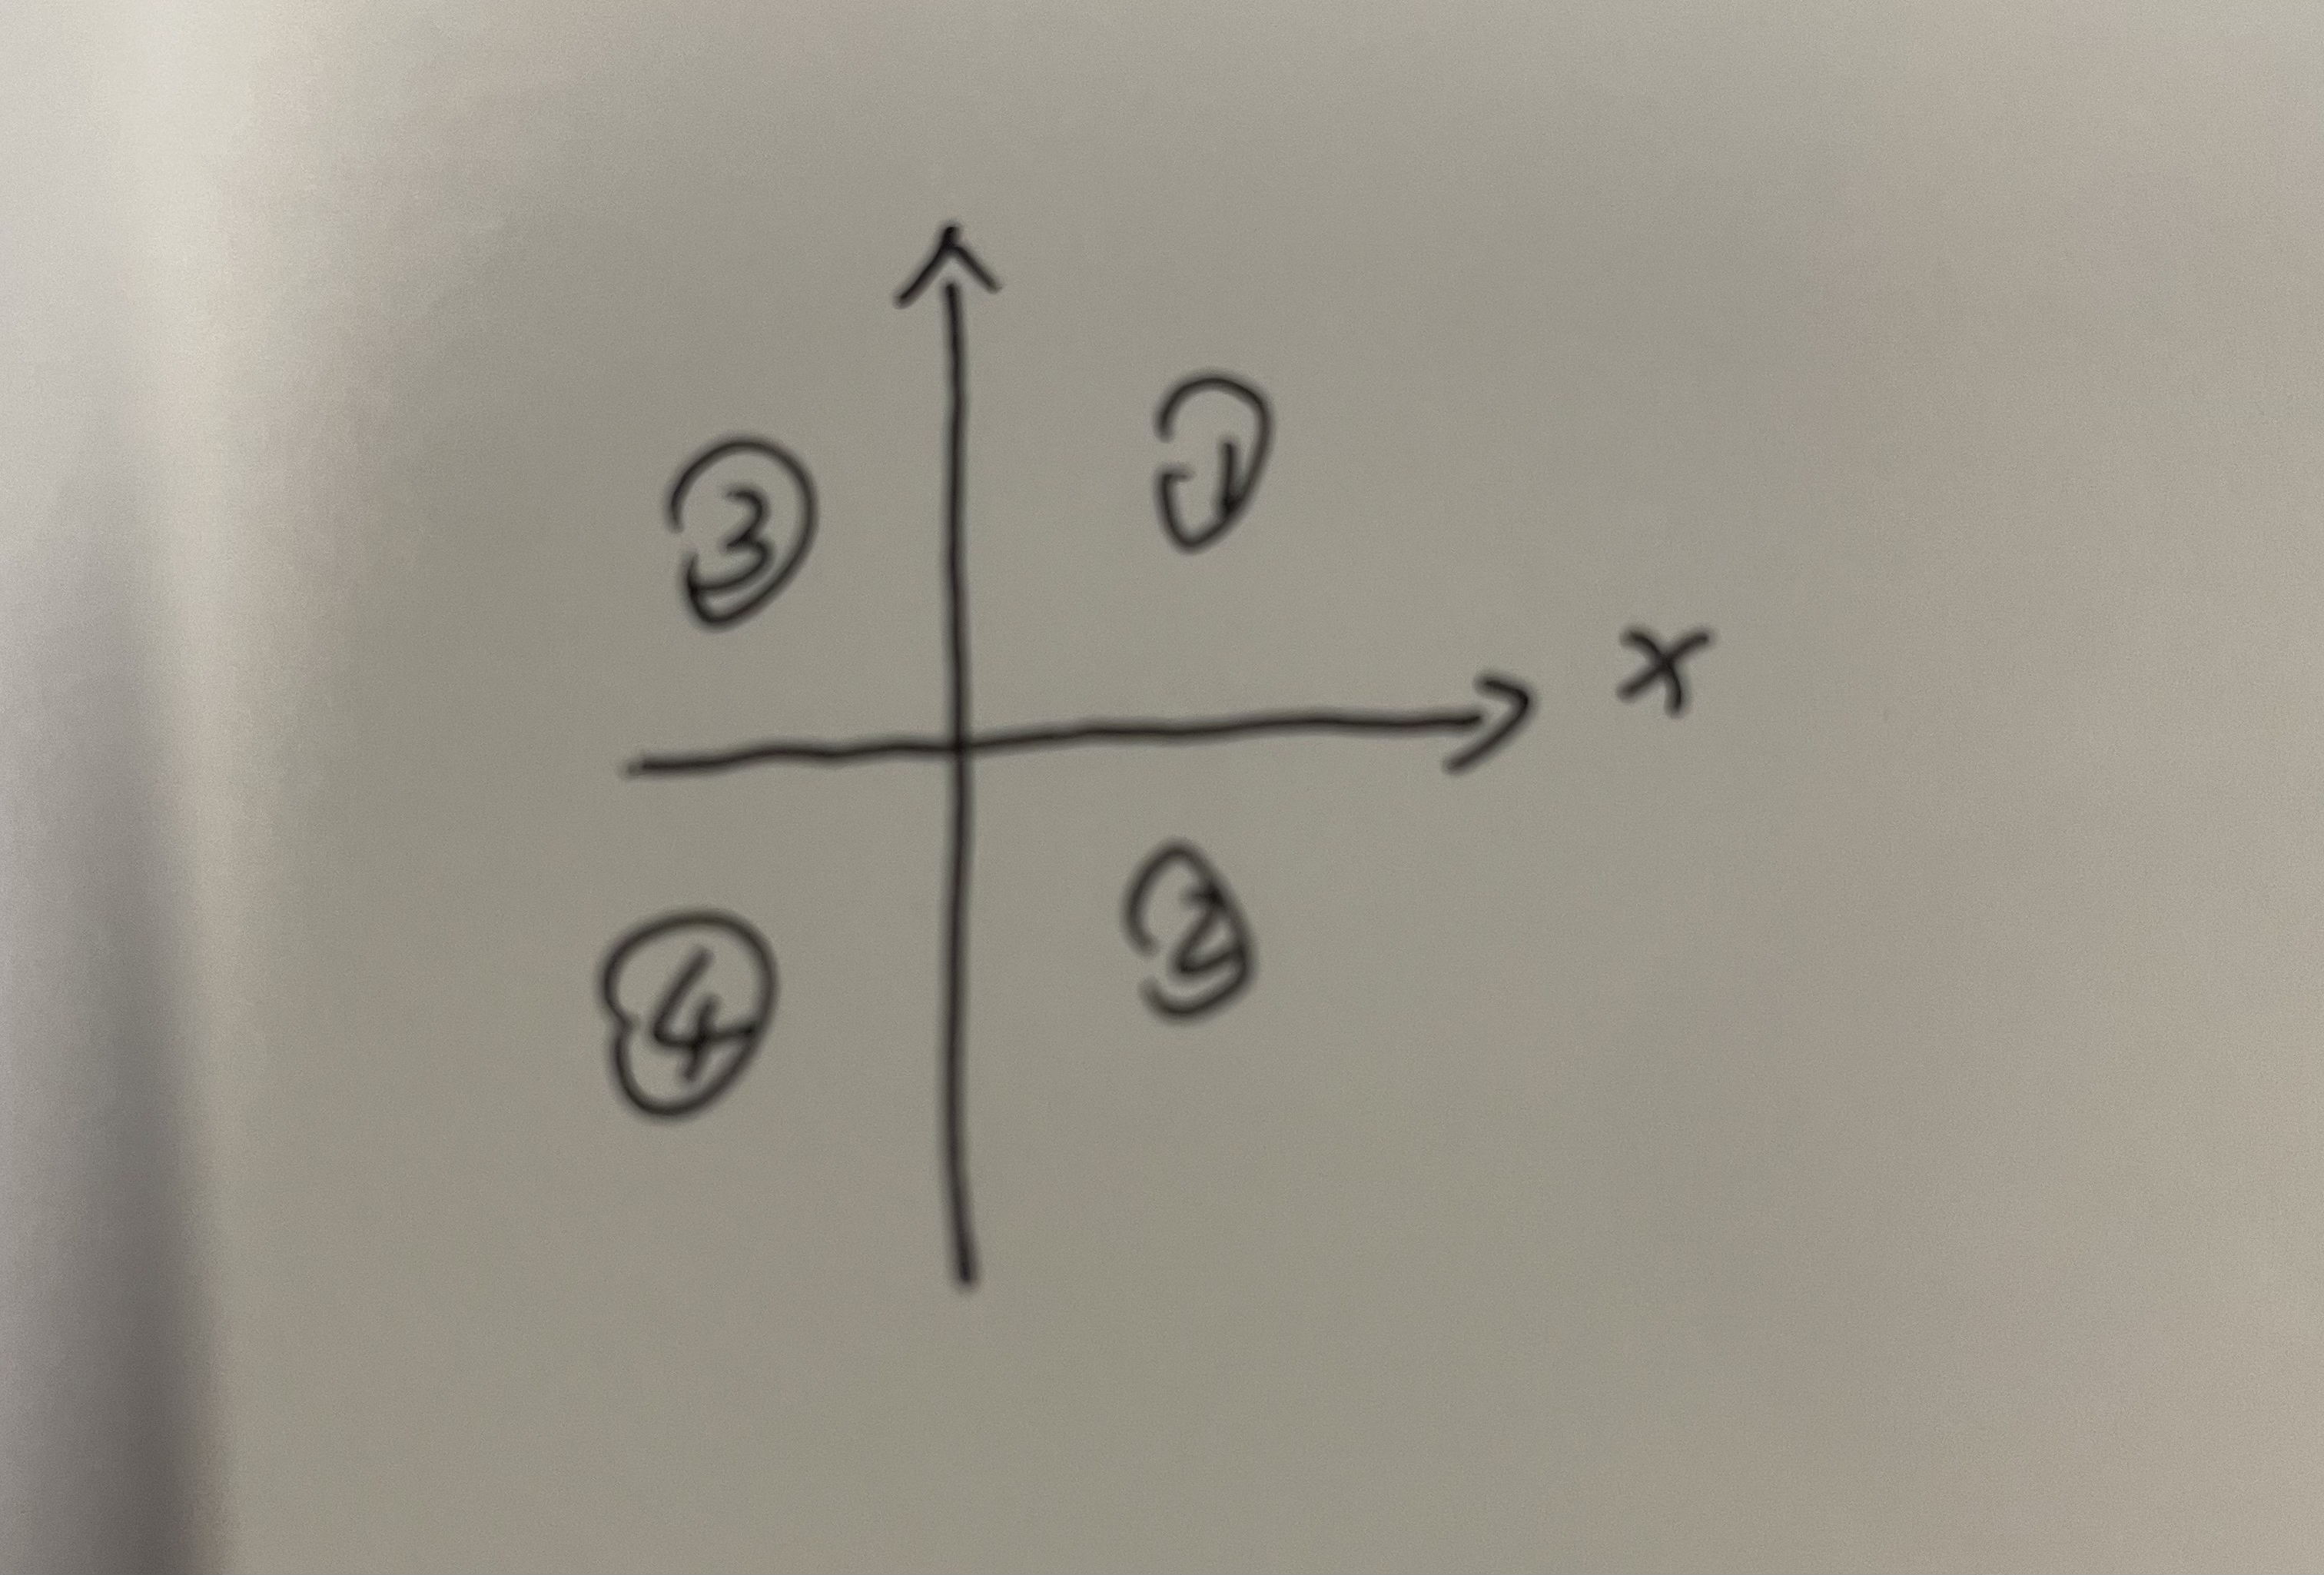 ①
③
x
②
④